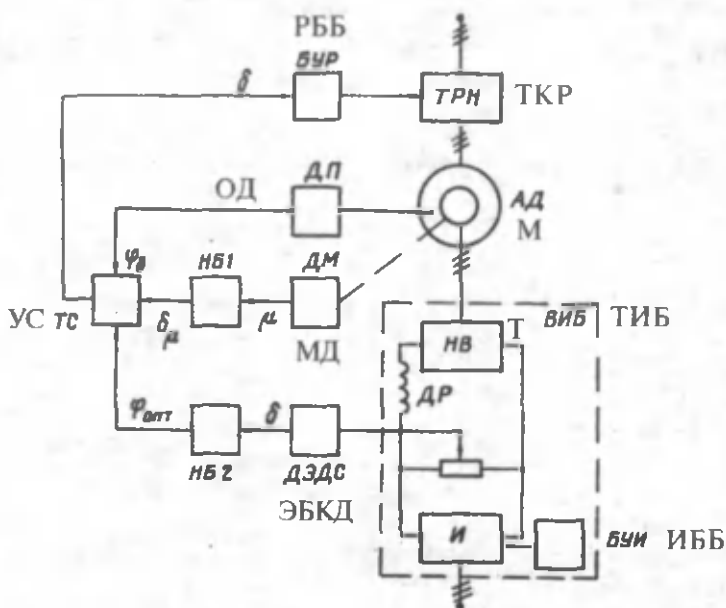 РББ
БУР
δ
ТРН ТКР
ДП
ОД
АД
М
φ₀
НБ1
ДМ
УС ТС
δμ
μ
МД
ВИБ ТИБ
Т
НВ
ДР
φопт
δ
НБ2
ДЭДС
ЭБКД
И
БУИ ИББ